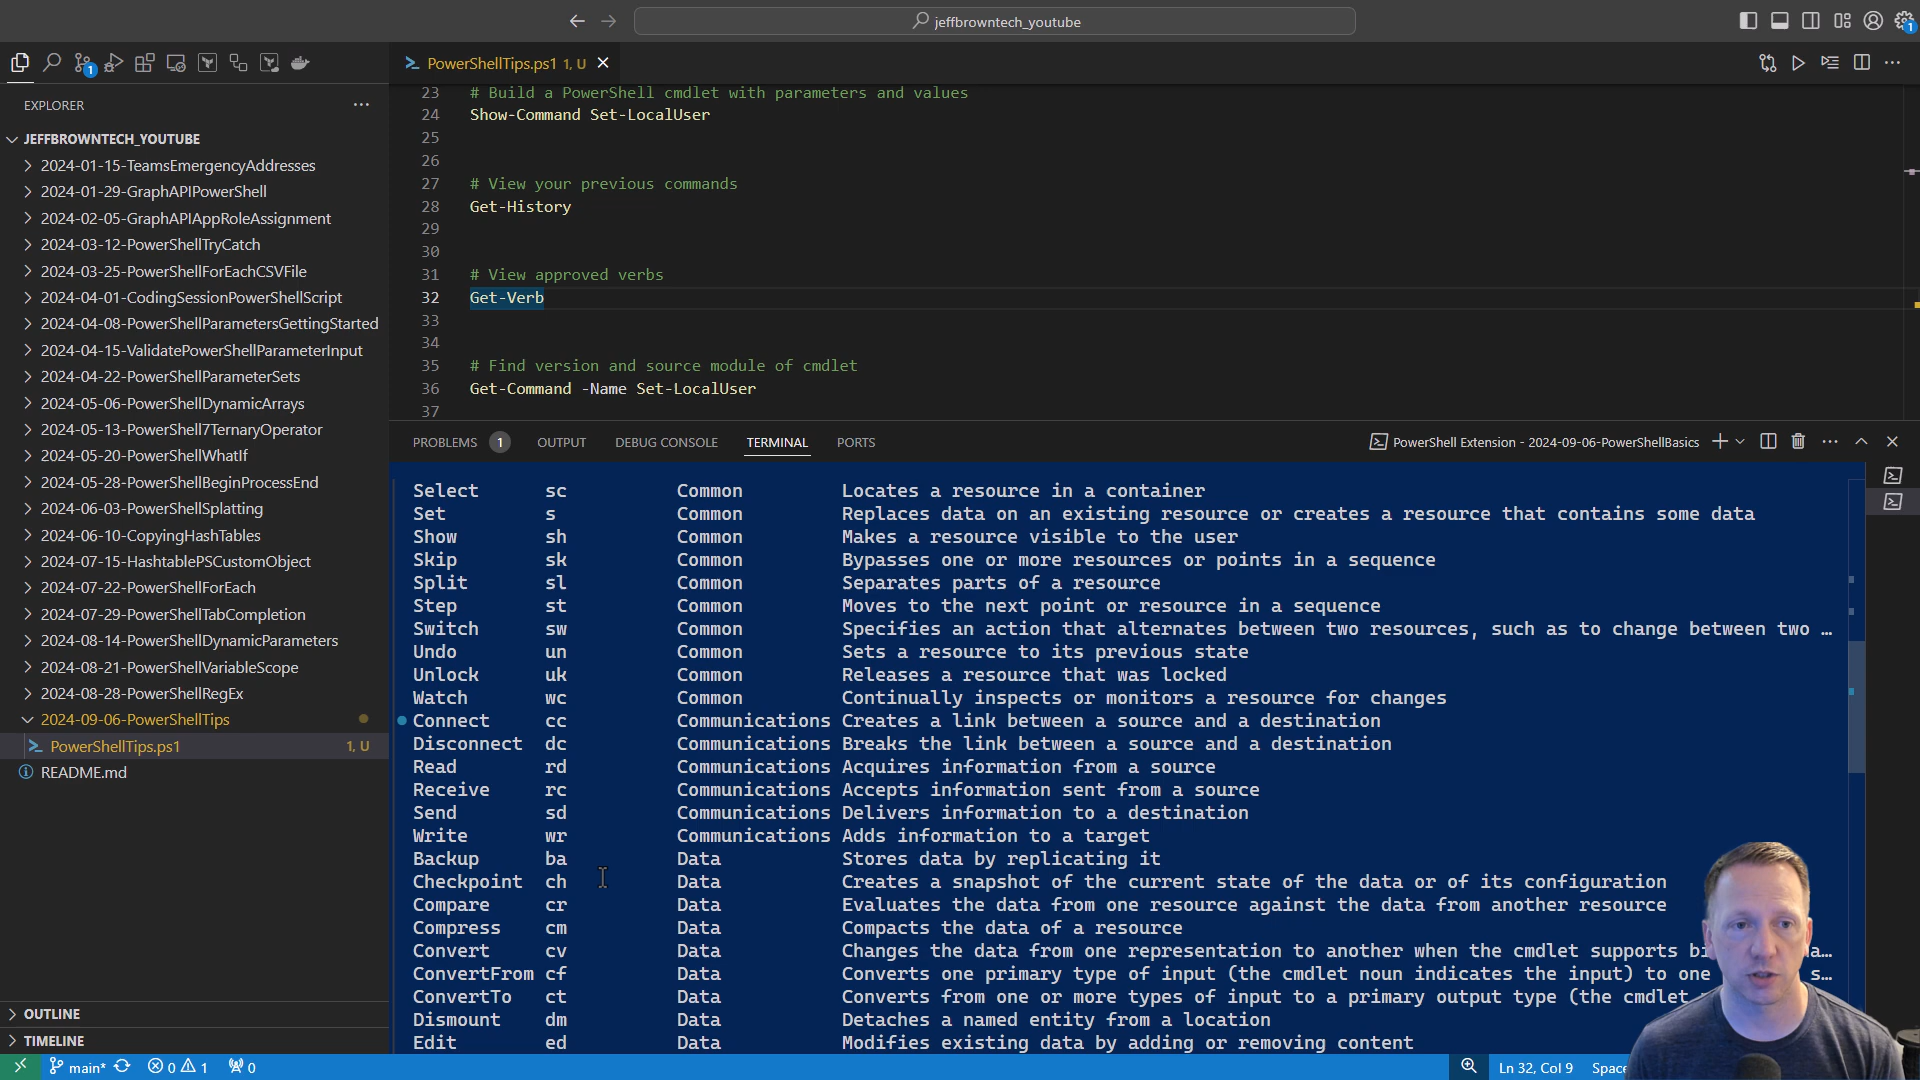 jeffbrowntech_youtube
1
1
PowerShellTips.ps1 1, U
EXPLORER
JEFFBROWNTECH_YOUTUBE
2024-01-15-TeamsEmergencyAddresses
2024-01-29-GraphAPIPowerShell
2024-02-05-GraphAPIAppRoleAssignment
2024-03-12-PowerShellTryCatch
2024-03-25-PowerShellForEachCSVFile
2024-04-01-CodingSessionPowerShellScript
2024-04-08-PowerShellParametersGettingStarted
2024-04-15-ValidatePowerShellParameterInput
2024-04-22-PowerShellParameterSets
2024-05-06-PowerShellDynamicArrays
2024-05-13-PowerShell7TernaryOperator
2024-05-20-PowerShellWhatIf
2024-05-28-PowerShellBeginProcessEnd
2024-06-03-PowerShellSplatting
2024-06-10-CopyingHashTables
2024-07-15-HashtablePSCustomObject
2024-07-22-PowerShellForEach
2024-07-29-PowerShellTabCompletion
2024-08-14-PowerShellDynamicParameters
2024-08-21-PowerShellVariableScope
2024-08-28-PowerShellRegEx
2024-09-06-PowerShellTips
PowerShellTips.ps1 1, U
README.md
OUTLINE
TIMELINE
23 # Build a PowerShell cmdlet with parameters and values
24 Show-Command Set-LocalUser
25
26
27 # View your previous commands
28 Get-History
29
30
31 # View approved verbs
32 Get-Verb
33
34
35 # Find version and source module of cmdlet
36 Get-Command -Name Set-LocalUser
37
PROBLEMS 1 OUTPUT DEBUG CONSOLE TERMINAL PORTS PowerShell Extension - 2024-09-06-PowerShellBasics
Select sc Common Locates a resource in a container
Set s Common Replaces data on an existing resource or creates a resource that contains some data
Show sh Common Makes a resource visible to the user
Skip sk Common Bypasses one or more resources or points in a sequence
Split sl Common Separates parts of a resource
Step st Common Moves to the next point or resource in a sequence
Switch sw Common Specifies an action that alternates between two resources, such as to change between two …
Undo un Common Sets a resource to its previous state
Unlock uk Common Releases a resource that was locked
Watch wc Common Continually inspects or monitors a resource for changes
Connect cc Communications Creates a link between a source and a destination
Disconnect dc Communications Breaks the link between a source and a destination
Read rd Communications Acquires information from a source
Receive rc Communications Accepts information sent from a source
Send sd Communications Delivers information to a destination
Write wr Communications Adds information to a target
Backup ba Data Stores data by replicating it
Checkpoint ch Data Creates a snapshot of the current state of the data or of its configuration
Compare cr Data Evaluates the data from one resource against the data from another resource
Compress cm Data Compacts the data of a resource
Convert cv Data Changes the data from one representation to another when the cmdlet supports
ConvertFrom cf Data Converts one primary type of input (the cmdlet noun indicates the input) to one
ConvertTo ct Data Converts from one or more types of input to a primary output type (the cmdlet
Dismount dm Data Detaches a named entity from a location
Edit ed Data Modifies existing data by adding or removing content
main* 0 1 0 Ln 32, Col 9